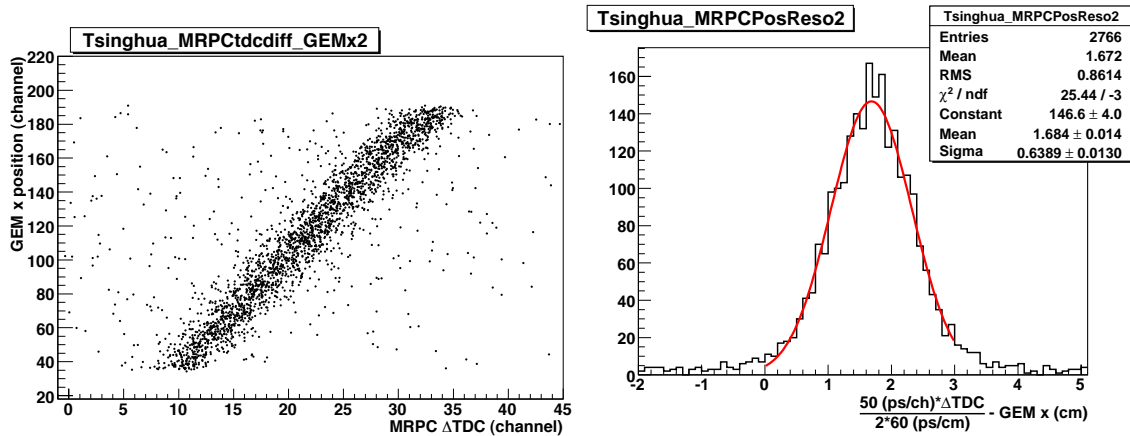 Tsinghua_MRPCtdcdiff_GEMx2
GEM x position (channel)
220
200
180
160
140
120
100
80
60
40
20
0 5 10 15 20 25 30 35 40 45
MRPC ΔTDC (channel)
Tsinghua_MRPCPosReso2
Tsinghua_MRPCPosReso2
Entries 2766
Mean 1.672
RMS 0.8614
χ² / ndf 25.44 / -3
Constant 146.6 ± 4.0
Mean 1.684 ± 0.014
Sigma 0.6389 ± 0.0130
160
140
120
100
80
60
40
20
0
-2 -1 0 1 2 3 4 5
50 (ps/ch)*ΔTDC
2*60 (ps/cm)
- GEM x (cm)